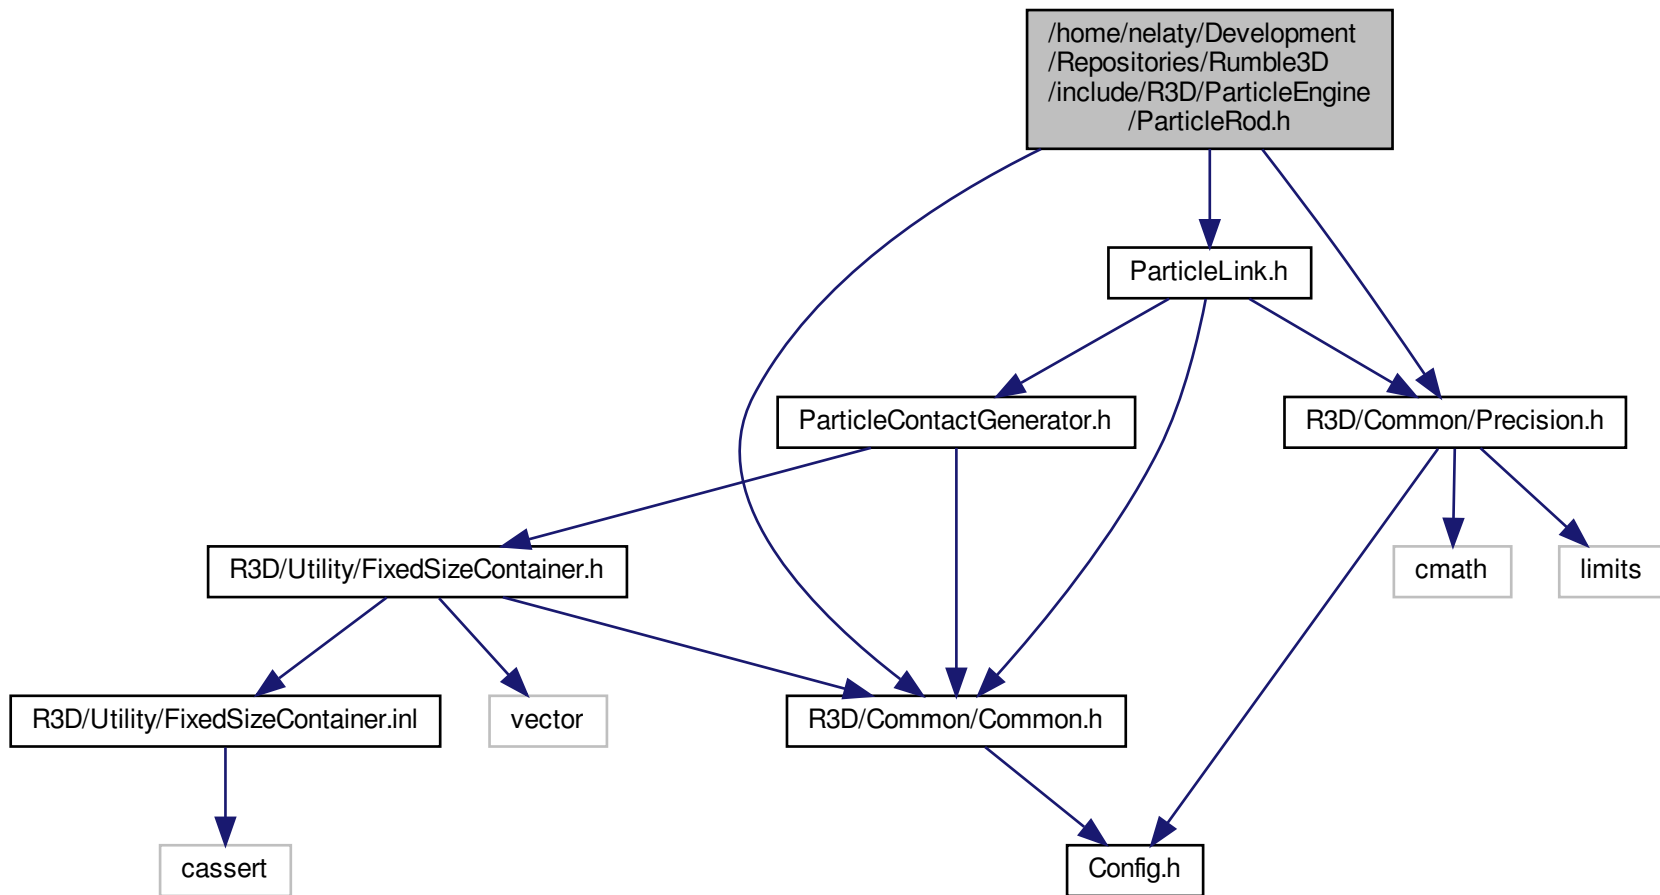 /home/nelaty/Development
/Repositories/Rumble3D
/include/R3D/ParticleEngine
/ParticleRod.h
ParticleLink.h
ParticleContactGenerator.h
R3D/Common/Precision.h
R3D/Utility/FixedSizeContainer.h
cmath
limits
R3D/Utility/FixedSizeContainer.inl
vector
R3D/Common/Common.h
cassert
Config.h